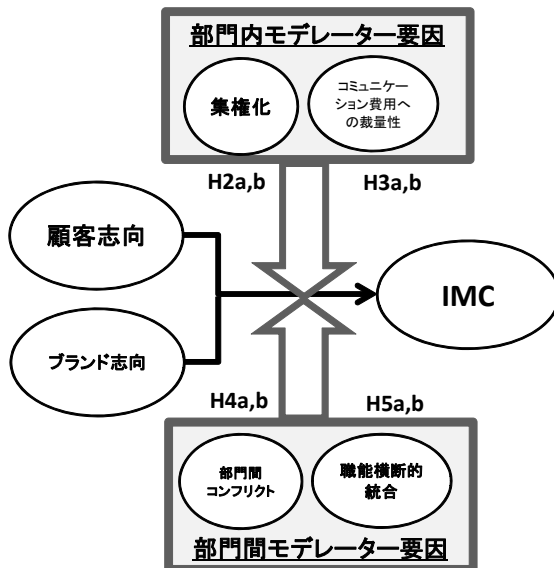 部門内モデレーター要因
集権化
コミュニケー
ション費用へ
の裁量性
H2a,b
H3a,b
顧客志向
IMC
ブランド志向
H4a,b
H5a,b
部門間
コンフリクト
職能横断的
統合
部門間モデレーター要因